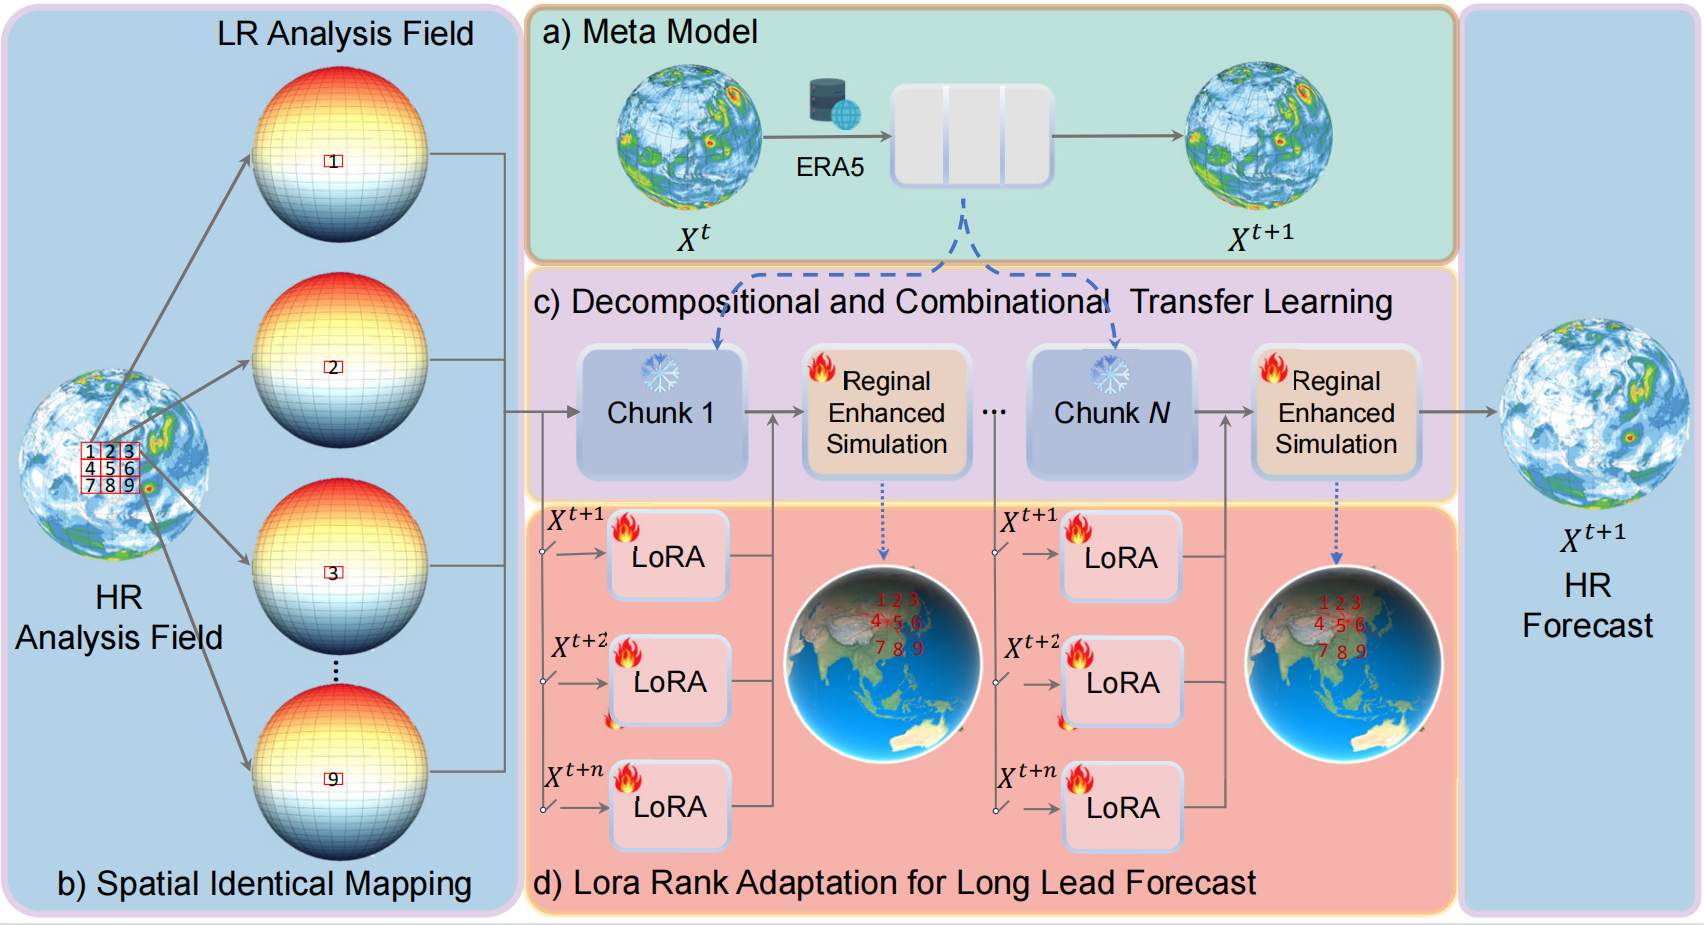 LR Analysis Field
1
2
3
9
1 2 3
4 5 6
7 8 9
HR
Analysis Field
b) Spatial Identical Mapping
a) Meta Model
ERA5
X^t
X^{t+1}
c) Decompositional and Combinational Transfer Learning
Chunk 1
Reginal
Enhanced
Simulation
...
Chunk N
Reginal
Enhanced
Simulation
X^{t+1}
LoRA
X^{t+2}
LoRA
X^{t+n}
LoRA
1 2 3
4 5 6
7 8 9
X^{t+1}
LoRA
X^{t+2}
LoRA
X^{t+n}
LoRA
1 2 3
4 5 6
7 8 9
d) Lora Rank Adaptation for Long Lead Forecast
X^{t+1}
HR
Forecast